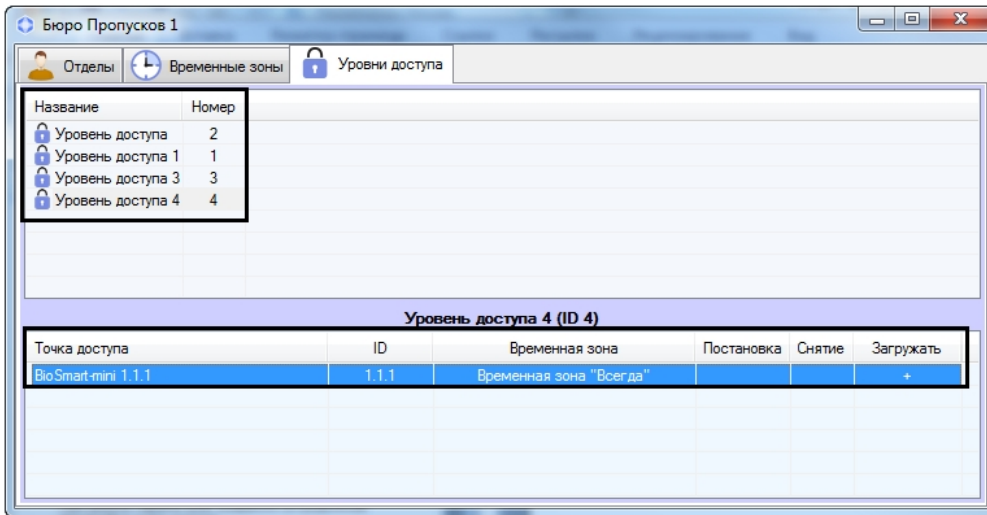 Бюро Пропусков 1
Отделы Временные зоны Уровни доступа
Название Номер
Уровень доступа 2
Уровень доступа 1 1
Уровень доступа 3 3
Уровень доступа 4 4
Уровень доступа 4 (ID 4)
Точка доступа ID Временная зона Постановка Снятие Загружать
BioSmart-mini 1.1.1 1.1.1 Временная зона "Всегда" +